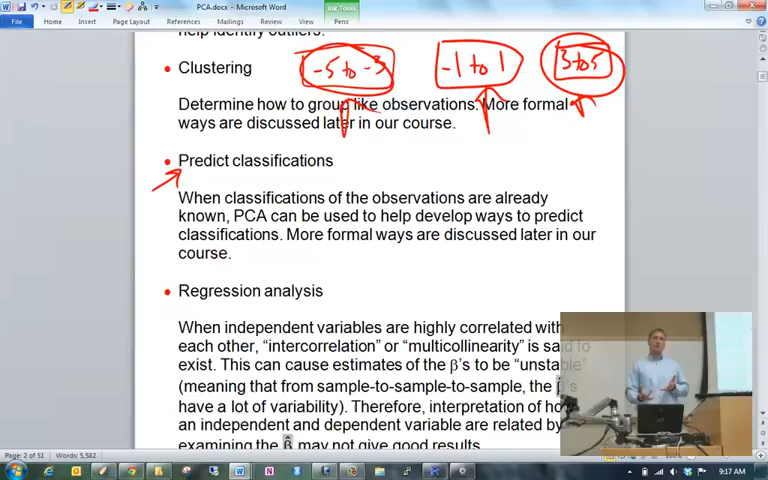 PCA.docx - Microsoft Word
Ink Tools
File Home Insert Page Layout References Mailings Review View Pens
help identify outliers.
Clustering -5 to -3 -1 to 1 3 to 5
Determine how to group like observations. More formal
ways are discussed later in our course.
Predict classifications
When classifications of the observations are already
known, PCA can be used to help develop ways to predict
classifications. More formal ways are discussed later in our
course.
Regression analysis
When independent variables are highly correlated with
each other, “intercorrelation” or “multicollinearity” is said to
exist. This can cause estimates of the β’s to be “unstable”
(meaning that from sample-to-sample-to-sample, the β̂’s
have a lot of variability). Therefore, interpretation of how
an independent and dependent variable are related by
examining the β̂ may not give good results.
Page: 2 of 51 Words: 5,582
9:17 AM